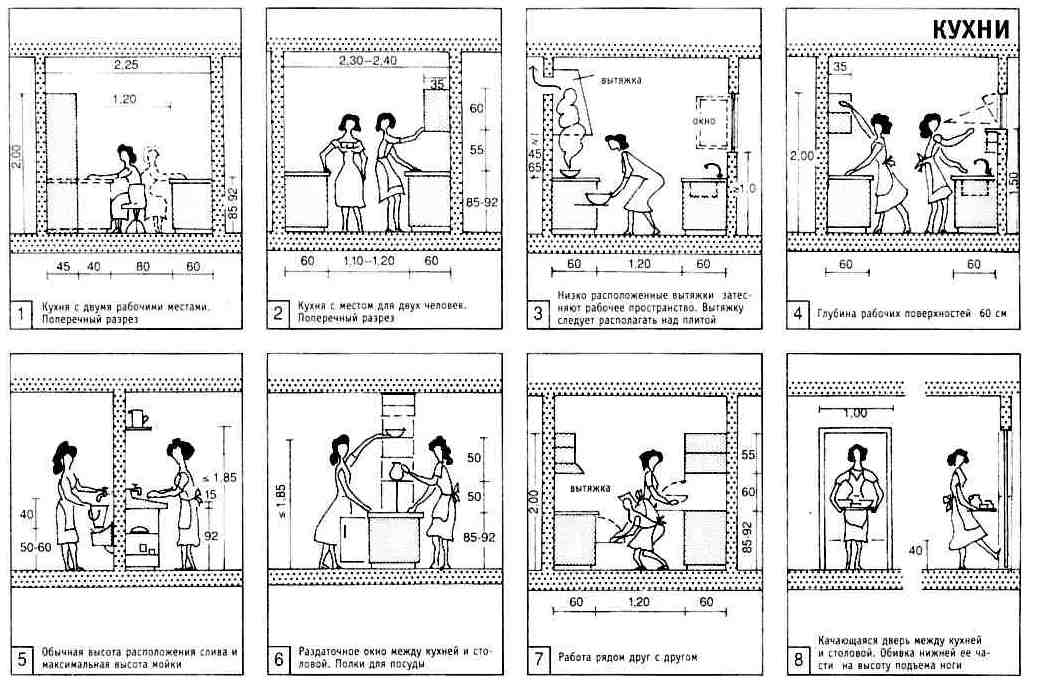 КУХНИ
2,25
1,20
2,00
85-92
45 40 80 60
1 Кухня с двумя рабочими местами.
Поперечный разрез
2,30-2,40
35
60
55
85-92
60 1,10-1,20 60
2 Кухня с местом для двух человек.
Поперечный разрез
вытяжка
окно
45
65
60 1,20 60
3 Низко расположенные вытяжки затес-
няют рабочее пространство. Вытяжку
следует располагать над плитой
35
2,00
1,50
60 60
4 Глубина рабочих поверхностей 60 см
40
50-60
≤ 1.85
15
92
5 Обычная высота расположения слива и
максимальная высота мойки
≤ 1.85
50
50
85-92
6 Раздаточное окно между кухней и сто-
ловой. Полки для посуды
2,00
вытяжка
55
60
85-92
60 1,20 60
7 Работа рядом друг с другом
1,00
40
8 Качающаяся дверь между кухней
и столовой. Обивка нижней ее ча-
сти на высоту подъема ноги